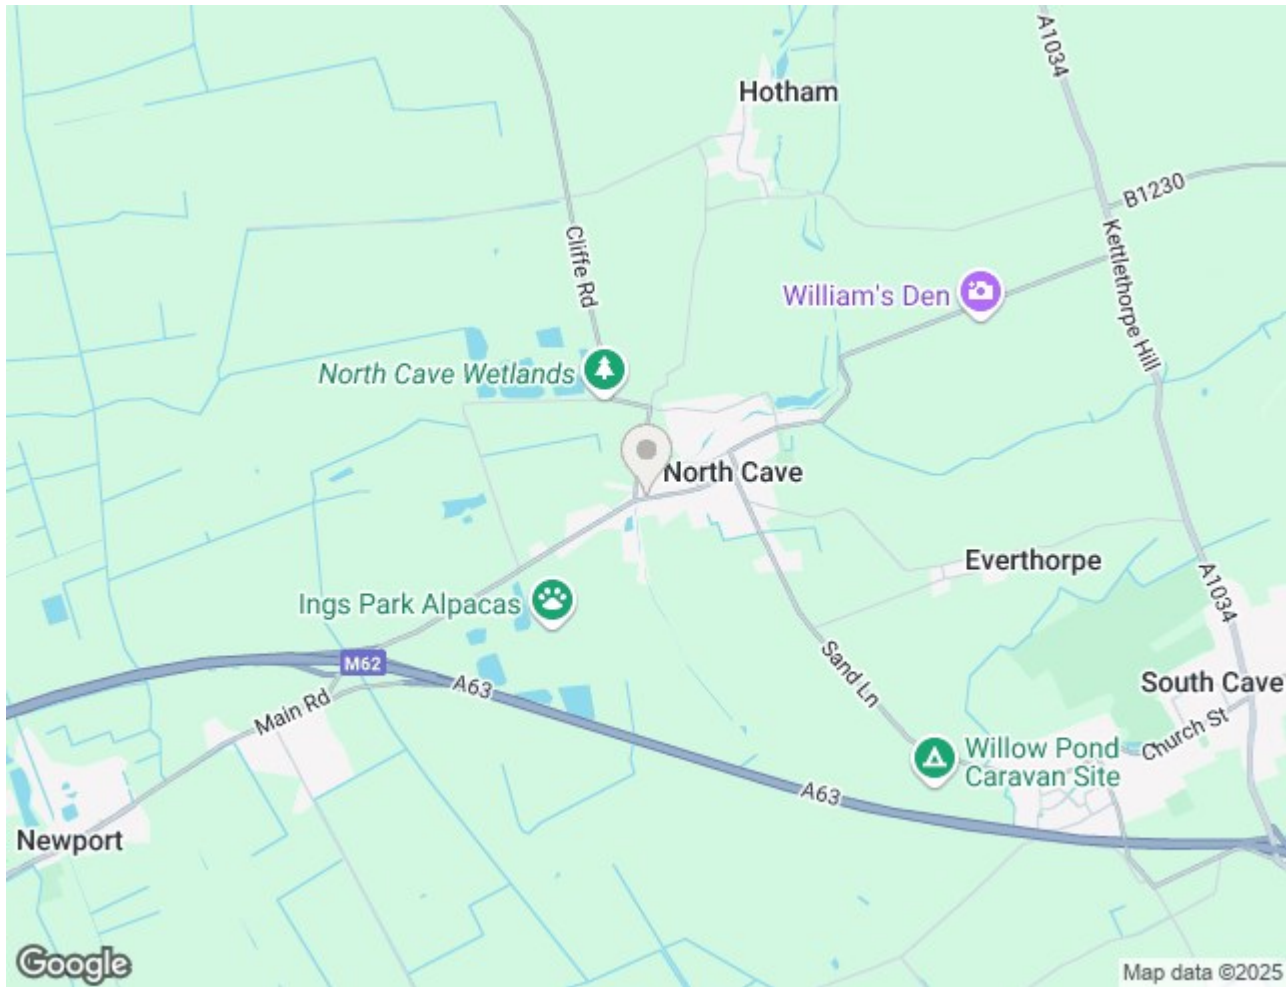 A1034
Hotham
B1230
Cliffe Rd
Kettlethorpe Hill
William's Den
North Cave Wetlands
North Cave
Everthorpe
A1034
Ings Park Alpacas
M62
A63
Sand Ln
South Cave
Main Rd
Church St
Willow Pond
Caravan Site
A63
Newport
Google
Map data ©2025